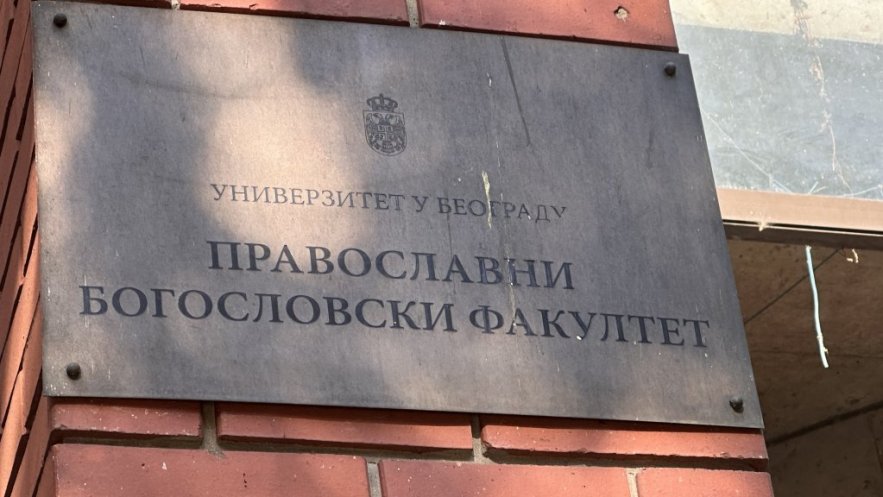 УНИВЕРЗИТЕТ У БЕОГРАДУ
ПРАВОСЛАВНИ
БОГОСЛОВСКИ ФАКУЛТЕТ